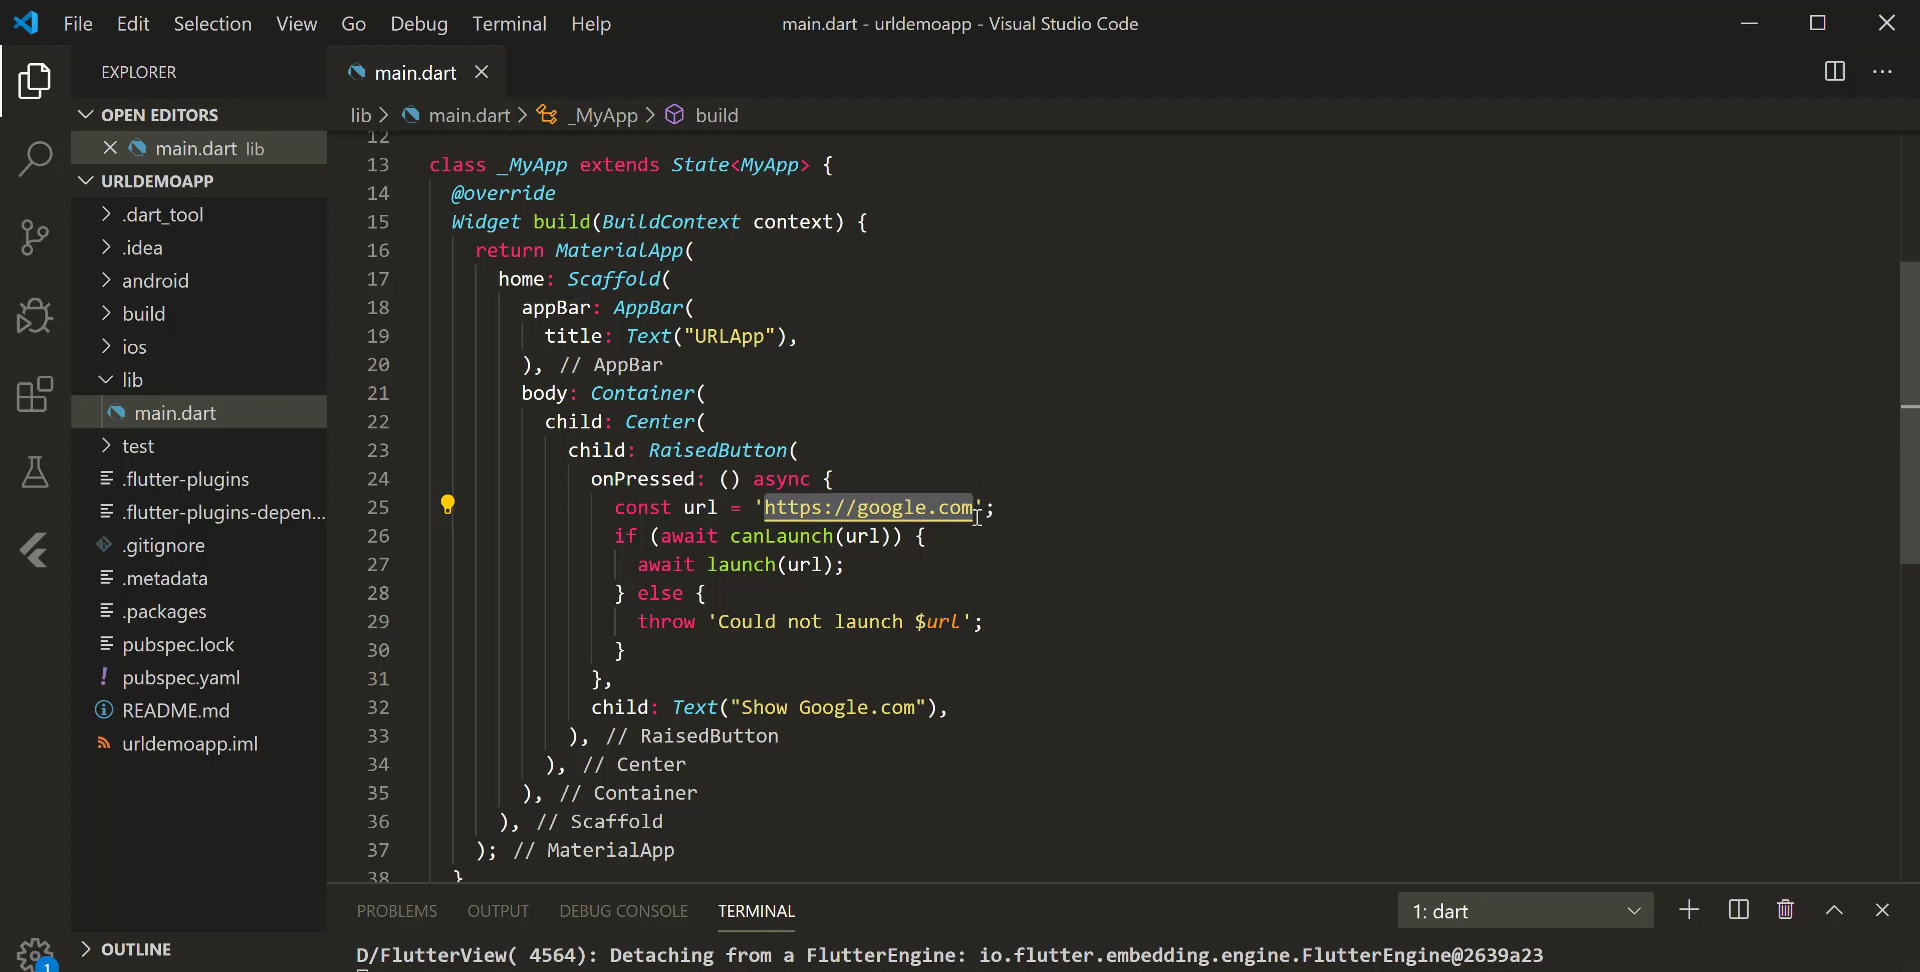 File Edit Selection View Go Debug Terminal Help
main.dart - urldemoapp - Visual Studio Code
EXPLORER
OPEN EDITORS
main.dart lib
URLDEMOAPP
.dart_tool
.idea
android
build
ios
lib
main.dart
test
.flutter-plugins
.flutter-plugins-depen...
.gitignore
.metadata
.packages
pubspec.lock
pubspec.yaml
README.md
urldemoapp.iml
OUTLINE
1
main.dart
lib > main.dart > _MyApp > build
12
13 class _MyApp extends State<MyApp> {
14 @override
15 Widget build(BuildContext context) {
16 return MaterialApp(
17 home: Scaffold(
18 appBar: AppBar(
19 title: Text("URLApp"),
20 ), // AppBar
21 body: Container(
22 child: Center(
23 child: RaisedButton(
24 onPressed: () async {
25 const url = 'https://google.com';
26 if (await canLaunch(url)) {
27 await launch(url);
28 } else {
29 throw 'Could not launch $url';
30 }
31 },
32 child: Text("Show Google.com"),
33 ), // RaisedButton
34 ), // Center
35 ), // Container
36 ), // Scaffold
37 ); // MaterialApp
38 }
PROBLEMS OUTPUT DEBUG CONSOLE TERMINAL
1: dart
D/FlutterView( 4564): Detaching from a FlutterEngine: io.flutter.embedding.engine.FlutterEngine@2639a23